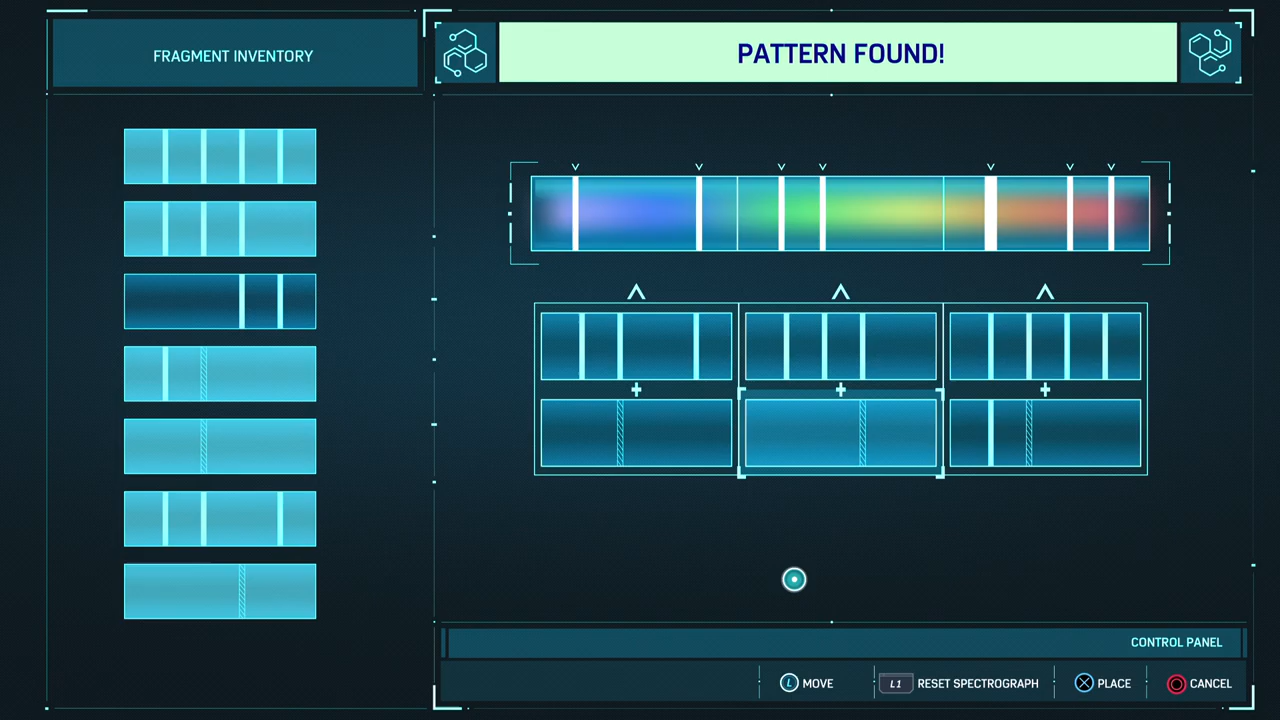 FRAGMENT INVENTORY
PATTERN FOUND!
CONTROL PANEL
L MOVE
L1 RESET SPECTROGRAPH
PLACE
CANCEL